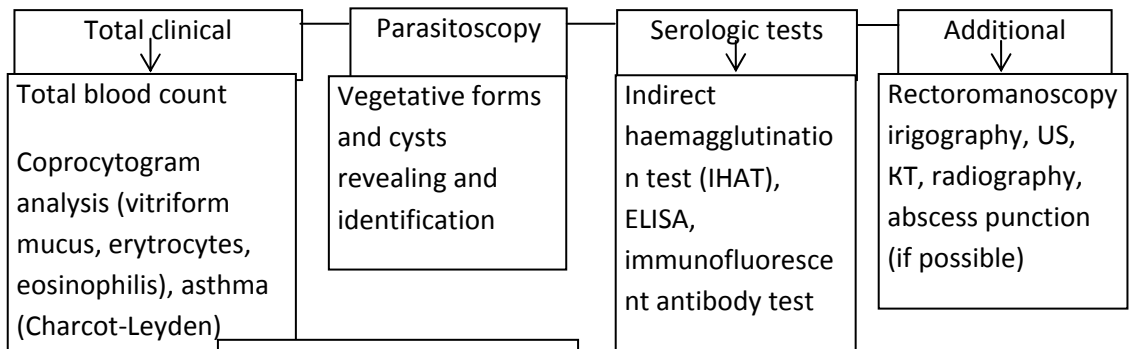 Total clinical
Total blood count
Coprocytogram
analysis (vitriform
mucus, erytrocytes,
eosinophilis), asthma
(Charcot-Leyden)
Parasitoscopy
Vegetative forms
and cysts
revealing and
identification
Serologic tests
Indirect
haemagglutinatio
n test (IHAT),
ELISA,
immunofluoresce
nt antibody test
Additional
Rectoromanoscopy
irigography, US,
КТ, radiography,
abscess punction
(if possible)